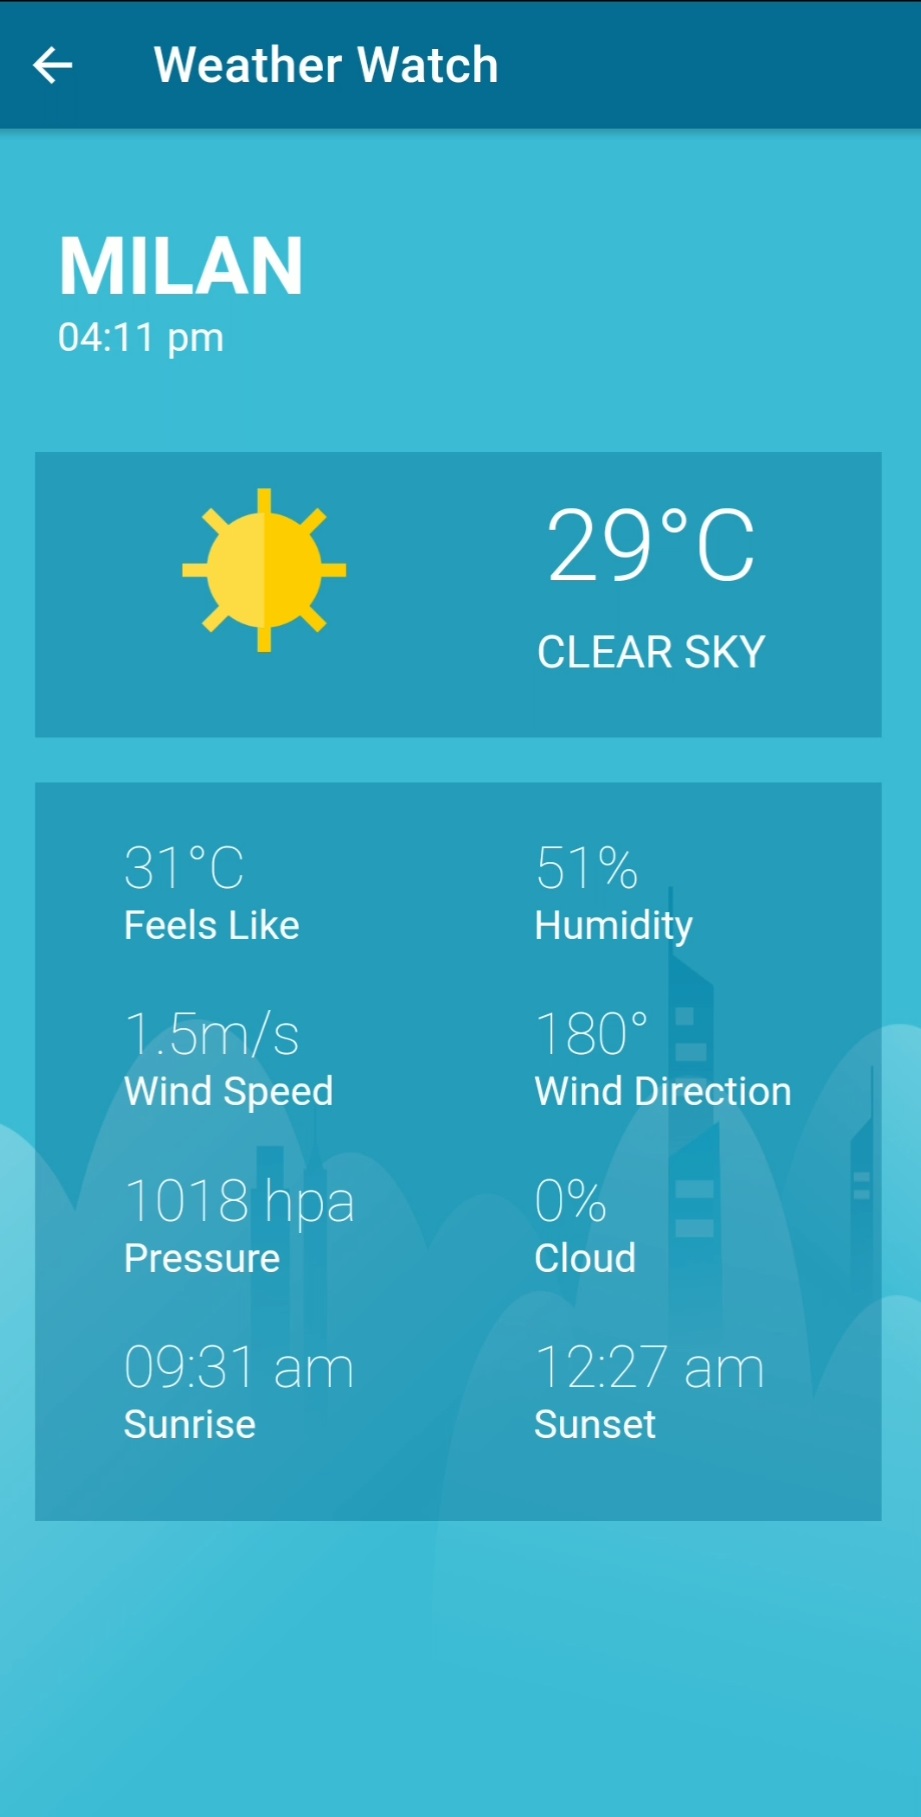 Weather Watch
MILAN
04:11 pm
29°C
CLEAR SKY
31°C
Feels Like
51%
Humidity
1.5m/s
Wind Speed
180°
Wind Direction
1018 hpa
Pressure
0%
Cloud
09:31 am
Sunrise
12:27 am
Sunset